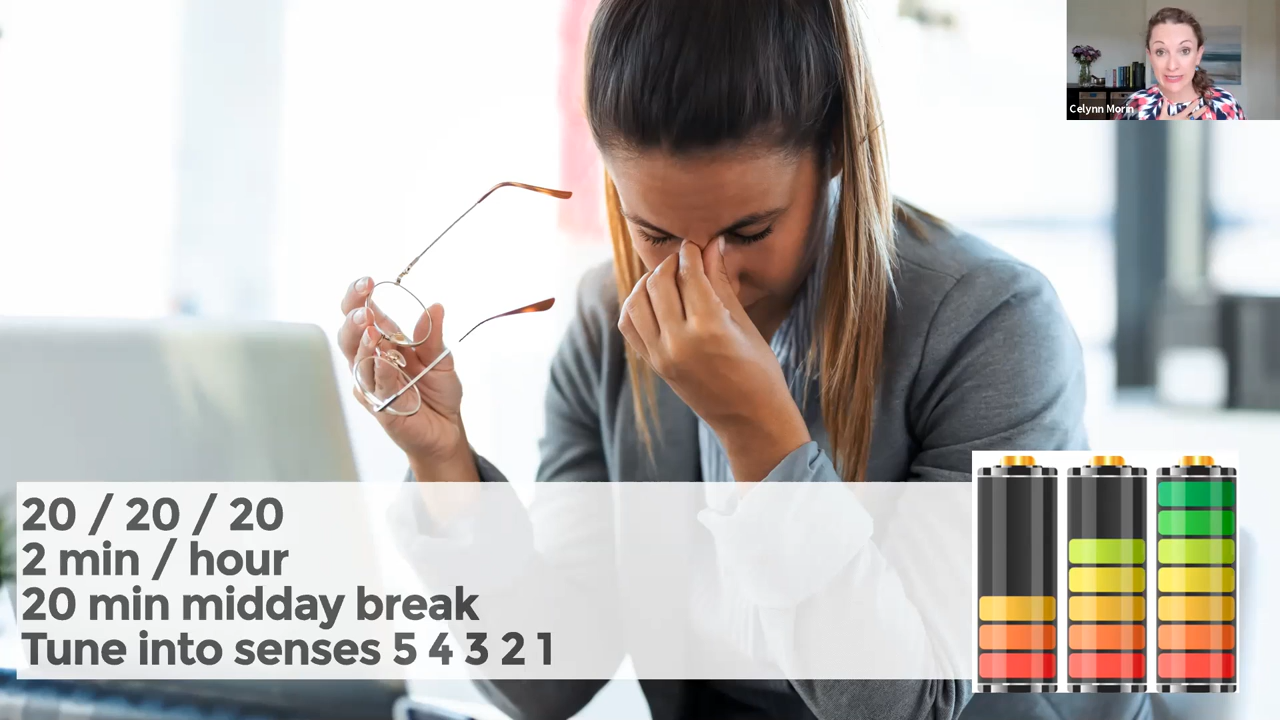 Celynn Morin
20 / 20 / 20
2 min / hour
20 min midday break
Tune into senses 5 4 3 2 1